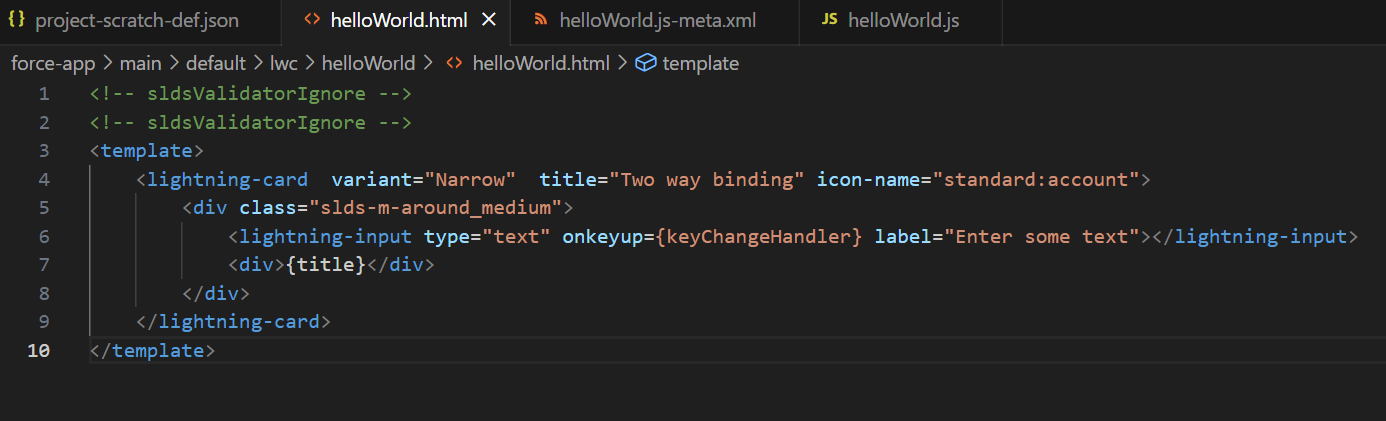 {} project-scratch-def.json <> helloWorld.html × helloWorld.js-meta.xml JS helloWorld.js
force-app > main > default > lwc > helloWorld > <> helloWorld.html > template
1 <!-- sldsValidatorIgnore -->
2 <!-- sldsValidatorIgnore -->
3 <template>
4     <lightning-card  variant="Narrow"  title="Two way binding" icon-name="standard:account">
5         <div class="slds-m-around_medium">
6             <lightning-input type="text" onkeyup={keyChangeHandler} label="Enter some text"></lightning-input>
7             <div>{title}</div>
8         </div>
9     </lightning-card>
10 </template>